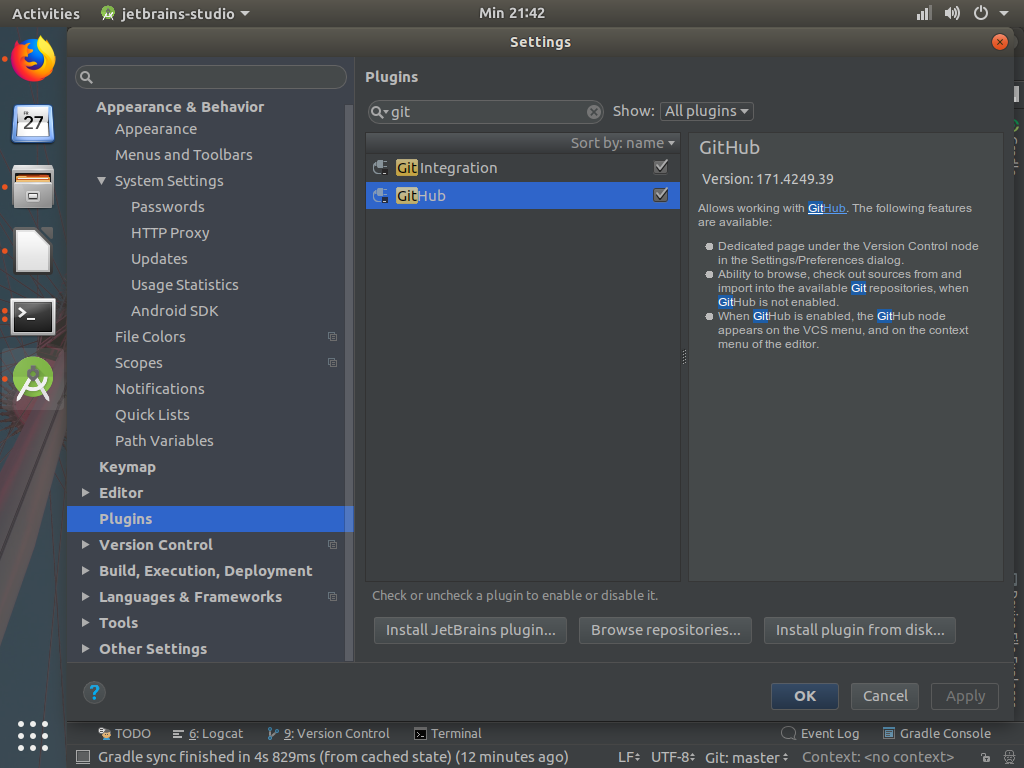 Activities jetbrains-studio Min 21:42
Settings
27
Appearance & Behavior
Appearance
Menus and Toolbars
System Settings
Passwords
HTTP Proxy
Updates
Usage Statistics
Android SDK
File Colors
Scopes
Notifications
Quick Lists
Path Variables
Keymap
Editor
Plugins
Version Control
Build, Execution, Deployment
Languages & Frameworks
Tools
Other Settings
Plugins
git Show: All plugins
Sort by: name
Git Integration
GitHub
GitHub
Version: 171.4249.39
Allows working with GitHub. The following features
are available:
Dedicated page under the Version Control node
in the Settings/Preferences dialog.
Ability to browse, check out sources from and
import into the available Git repositories, when
GitHub is not enabled.
When GitHub is enabled, the GitHub node
appears on the VCS menu, and on the context
menu of the editor.
Check or uncheck a plugin to enable or disable it.
Install JetBrains plugin... Browse repositories... Install plugin from disk...
? OK Cancel Apply
TODO 6: Logcat 9: Version Control Terminal Event Log Gradle Console
Gradle sync finished in 4s 829ms (from cached state) (12 minutes ago) LF UTF-8 Git: master Context: <no context>